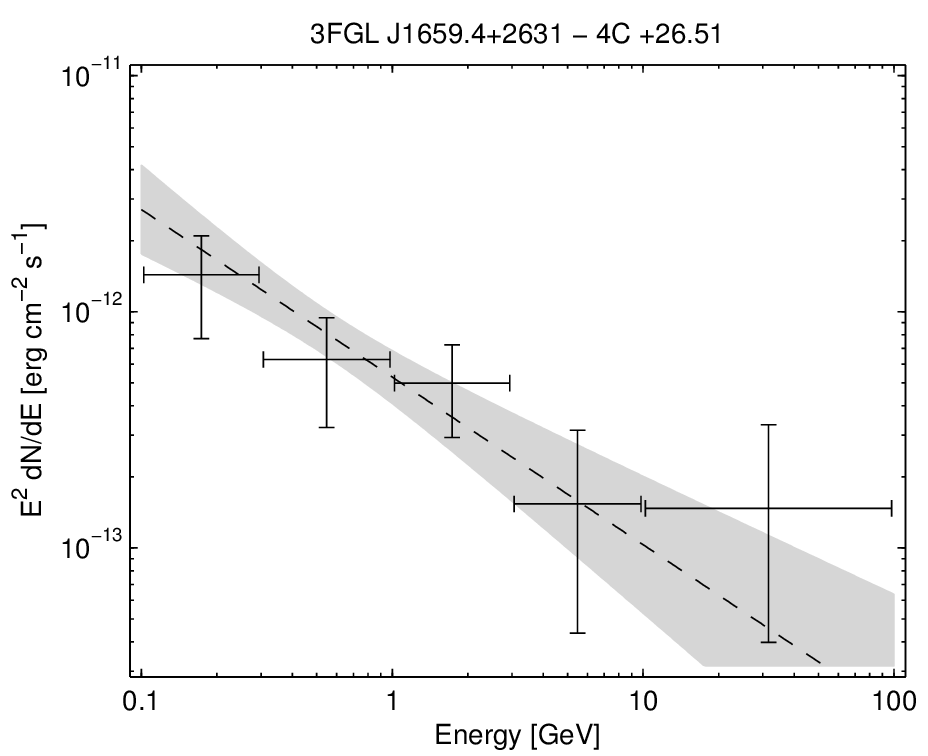 3FGL J1659.4+2631 − 4C +26.51
10⁻¹¹
10⁻¹²
10⁻¹³
E² dN/dE [erg cm⁻² s⁻¹]
0.1
1
10
100
Energy [GeV]